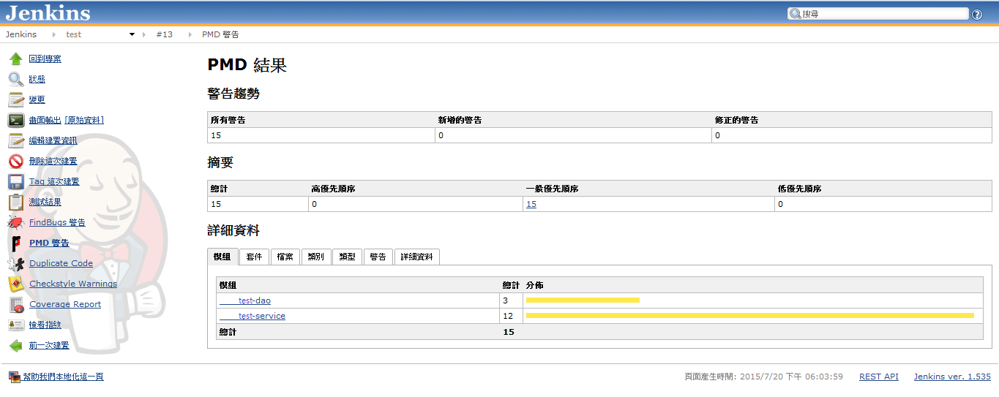 Jenkins
搜尋
Jenkins test #13 PMD 警告
回到專案
狀態
變更
畫面輸出 [原始資料]
編輯建置資訊
刪除這次建置
Tag 這次建置
測試結果
FindBugs 警告
PMD 警告
Duplicate Code
Checkstyle Warnings
Coverage Report
檢看指紋
前一次建置
PMD 結果
警告趨勢
所有警告 新增的警告 修正的警告
15 0 0
摘要
總計 高優先順序 一般優先順序 低優先順序
15 0 15 0
詳細資料
模組 套件 檔案 類別 類型 警告 詳細資料
模組 總計 分佈
test-dao 3
test-service 12
總計 15
幫助我們本地化這一頁
頁面產生時間: 2015/7/20 下午 06:03:59 REST API Jenkins ver. 1.535